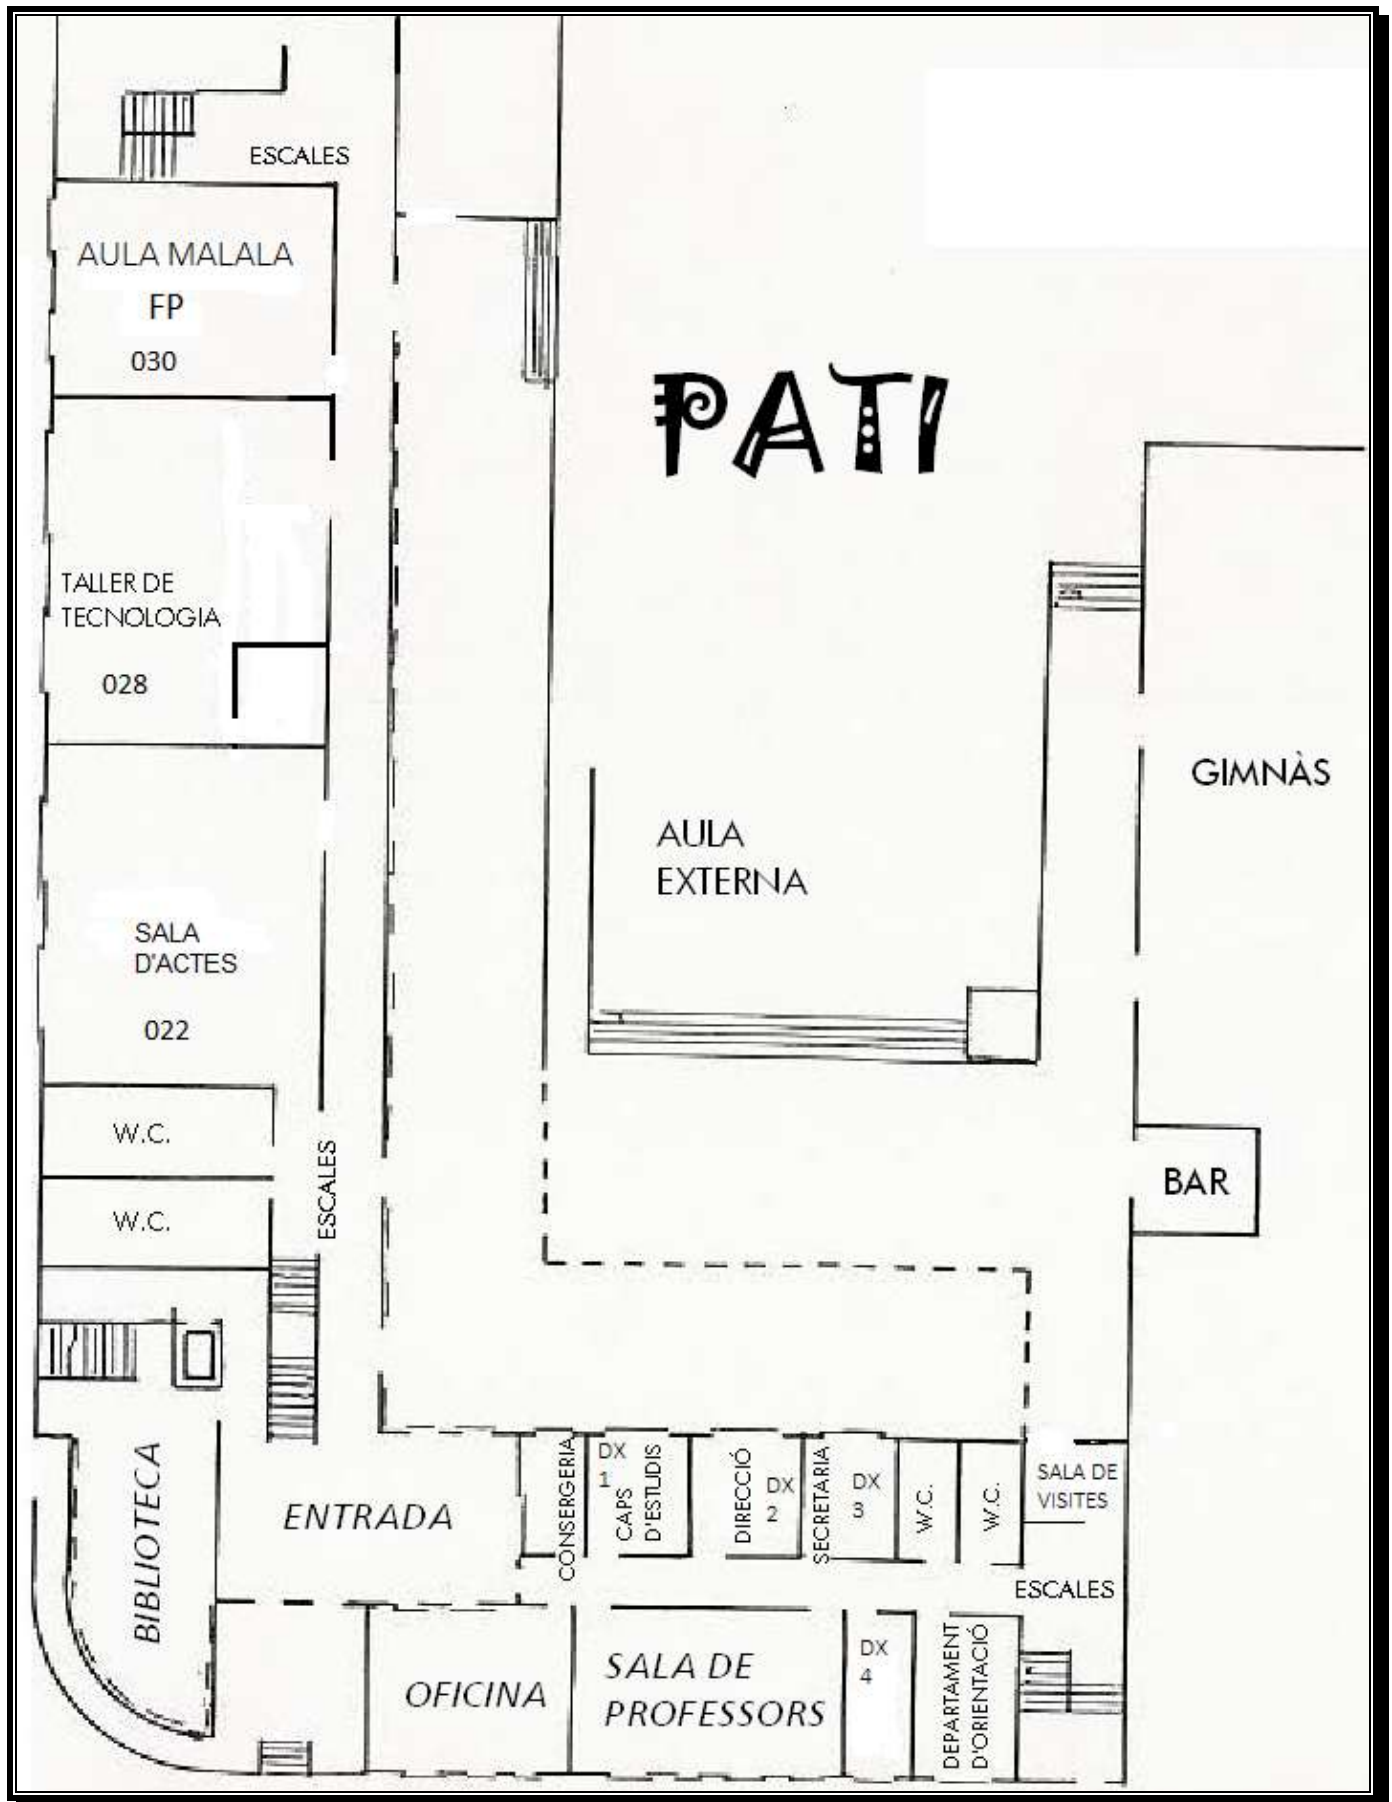 ESCALES
AULA MALALA
FP
030
PATI
TALLER DE
TECNOLOGIA
028
GIMNÀS
AULA
EXTERNA
SALA
D'ACTES
022
W.C.
W.C.
ESCALES
BAR
BIBLIOTECA
ENTRADA
CONSERGERIA
DX
1
CAPS
D'ESTUDIS
DIRECCIÓ
DX
2
SECRETARIA
DX
3
W.C.
W.C.
SALA DE
VISITES
ESCALES
OFICINA
SALA DE
PROFESSORS
DX
4
DEPARTAMENT
D'ORIENTACIÓ